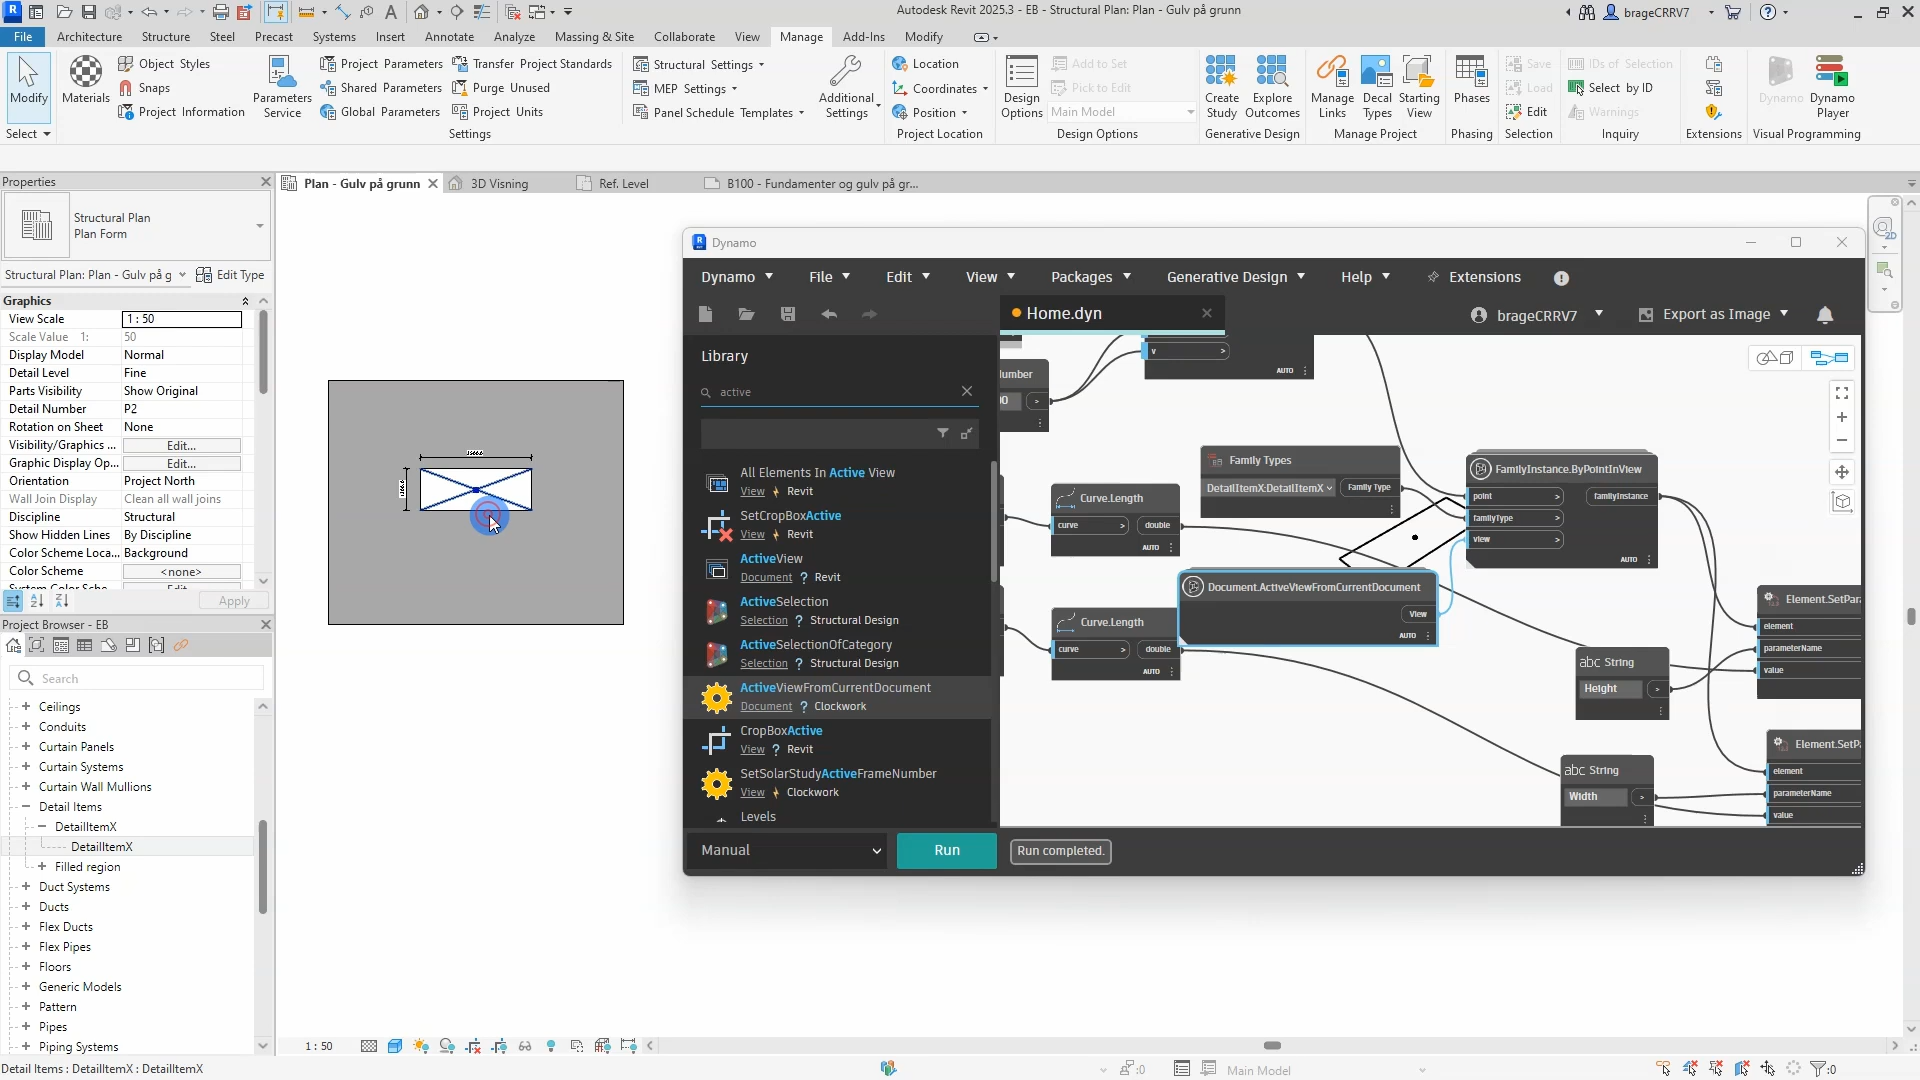 Autodesk Revit 2025.3 - EB - Structural Plan: Plan - Gulv på grunn
brageCRRV7
File Architecture Structure Steel Precast Systems Insert Annotate Analyze Massing & Site Collaborate View Manage Add-Ins Modify
Modify
Select
Materials
Object Styles
Snaps
Project Information
Parameters
Service
Project Parameters
Shared Parameters
Global Parameters
Transfer Project Standards
Purge Unused
Project Units
Settings
Structural Settings
MEP Settings
Panel Schedule Templates
Additional
Settings
Location
Coordinates
Position
Project Location
Design
Options
Add to Set
Pick to Edit
Main Model
Design Options
Create
Study
Explore
Outcomes
Generative Design
Manage
Links
Decal
Types
Starting
View
Manage Project
Phases
Phasing
Save
Load
Edit
Selection
IDs of Selection
Select by ID
Warnings
Inquiry
Extensions
Dynamo
Dynamo
Player
Visual Programming
Properties
Plan - Gulv på grunn
3D Visning
Ref. Level
B100 - Fundamenter og gulv på gr...
Structural Plan
Plan Form
Structural Plan: Plan - Gulv på g
Edit Type
Graphics
View Scale 1 : 50
Scale Value 1: 50
Display Model Normal
Detail Level Fine
Parts Visibility Show Original
Detail Number P2
Rotation on Sheet None
Visibility/Graphics ... Edit...
Graphic Display Op... Edit...
Orientation Project North
Wall Join Display Clean all wall joins
Discipline Structural
Show Hidden Lines By Discipline
Color Scheme Loca... Background
Color Scheme <none>
Apply
Project Browser - EB
Search
Ceilings
Conduits
Curtain Panels
Curtain Systems
Curtain Wall Mullions
Detail Items
DetailItemX
DetailItemX
Filled region
Duct Systems
Ducts
Flex Ducts
Flex Pipes
Floors
Generic Models
Pattern
Pipes
Piping Systems
Dynamo
Dynamo File Edit View Packages Generative Design Help Extensions
Home.dyn
brageCRRV7
Export as Image
Library
active
All Elements In Active View
View Revit
SetCropBoxActive
View Revit
ActiveView
Document ? Revit
ActiveSelection
Selection ? Structural Design
ActiveSelectionOfCategory
Selection ? Structural Design
ActiveViewFromCurrentDocument
Document ? Clockwork
CropBoxActive
View ? Revit
SetSolarStudyActiveFrameNumber
View Clockwork
Levels
v >
AUTO
umber
>
Family Types
DetailItemX:DetailItemX
Family Type
FamilyInstance.ByPointInView
point >
familyInstance
familyType >
view >
AUTO
Curve.Length
curve >
double
AUTO
Document.ActiveViewFromCurrentDocument
View
AUTO
Curve.Length
curve >
double
AUTO
Element.SetPara
element
parameterName
value
abc String
Height >
Element.SetPa
element
parameterName
value
abc String
Width >
Manual
Run
Run completed.
1 : 50
Detail Items : DetailItemX : DetailItemX
:0
Main Model
:0